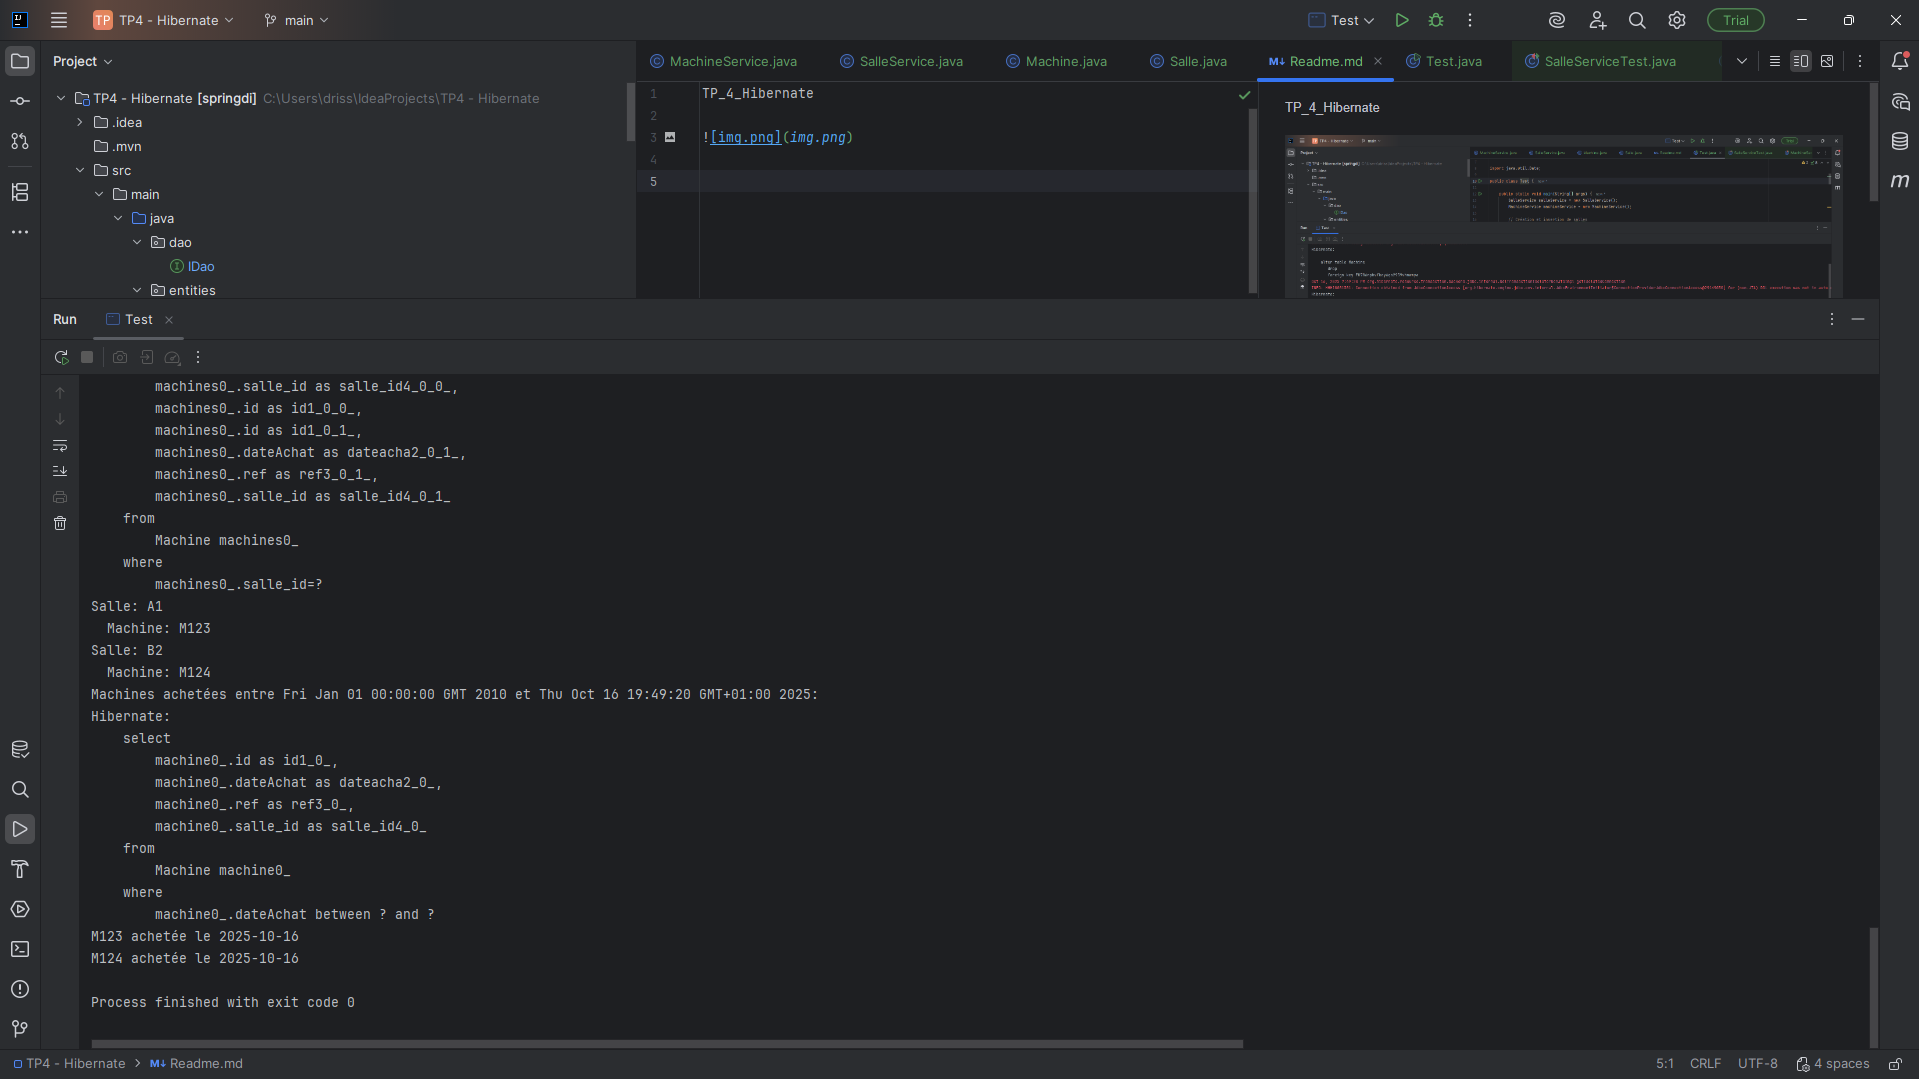 TP TP4 - Hibernate main Test Trial
Project
MachineService.java SalleService.java Machine.java Salle.java Readme.md Test.java SalleServiceTest.java
TP4 - Hibernate [springdi] C:\Users\driss\IdeaProjects\TP4 - Hibernate
.idea
.mvn
src
main
java
dao
IDao
entities
1 TP_4_Hibernate
2
3 ![img.png](img.png)
4
5
TP_4_Hibernate
Run Test
machines0_.salle_id as salle_id4_0_0_,
machines0_.id as id1_0_0_,
machines0_.id as id1_0_1_,
machines0_.dateAchat as dateacha2_0_1_,
machines0_.ref as ref3_0_1_,
machines0_.salle_id as salle_id4_0_1_
from
Machine machines0_
where
machines0_.salle_id=?
Salle: A1
Machine: M123
Salle: B2
Machine: M124
Machines achetées entre Fri Jan 01 00:00:00 GMT 2010 et Thu Oct 16 19:49:20 GMT+01:00 2025:
Hibernate:
select
machine0_.id as id1_0_,
machine0_.dateAchat as dateacha2_0_,
machine0_.ref as ref3_0_,
machine0_.salle_id as salle_id4_0_
from
Machine machine0_
where
machine0_.dateAchat between ? and ?
M123 achetée le 2025-10-16
M124 achetée le 2025-10-16
Process finished with exit code 0
TP4 - Hibernate Readme.md 5:1 CRLF UTF-8 4 spaces